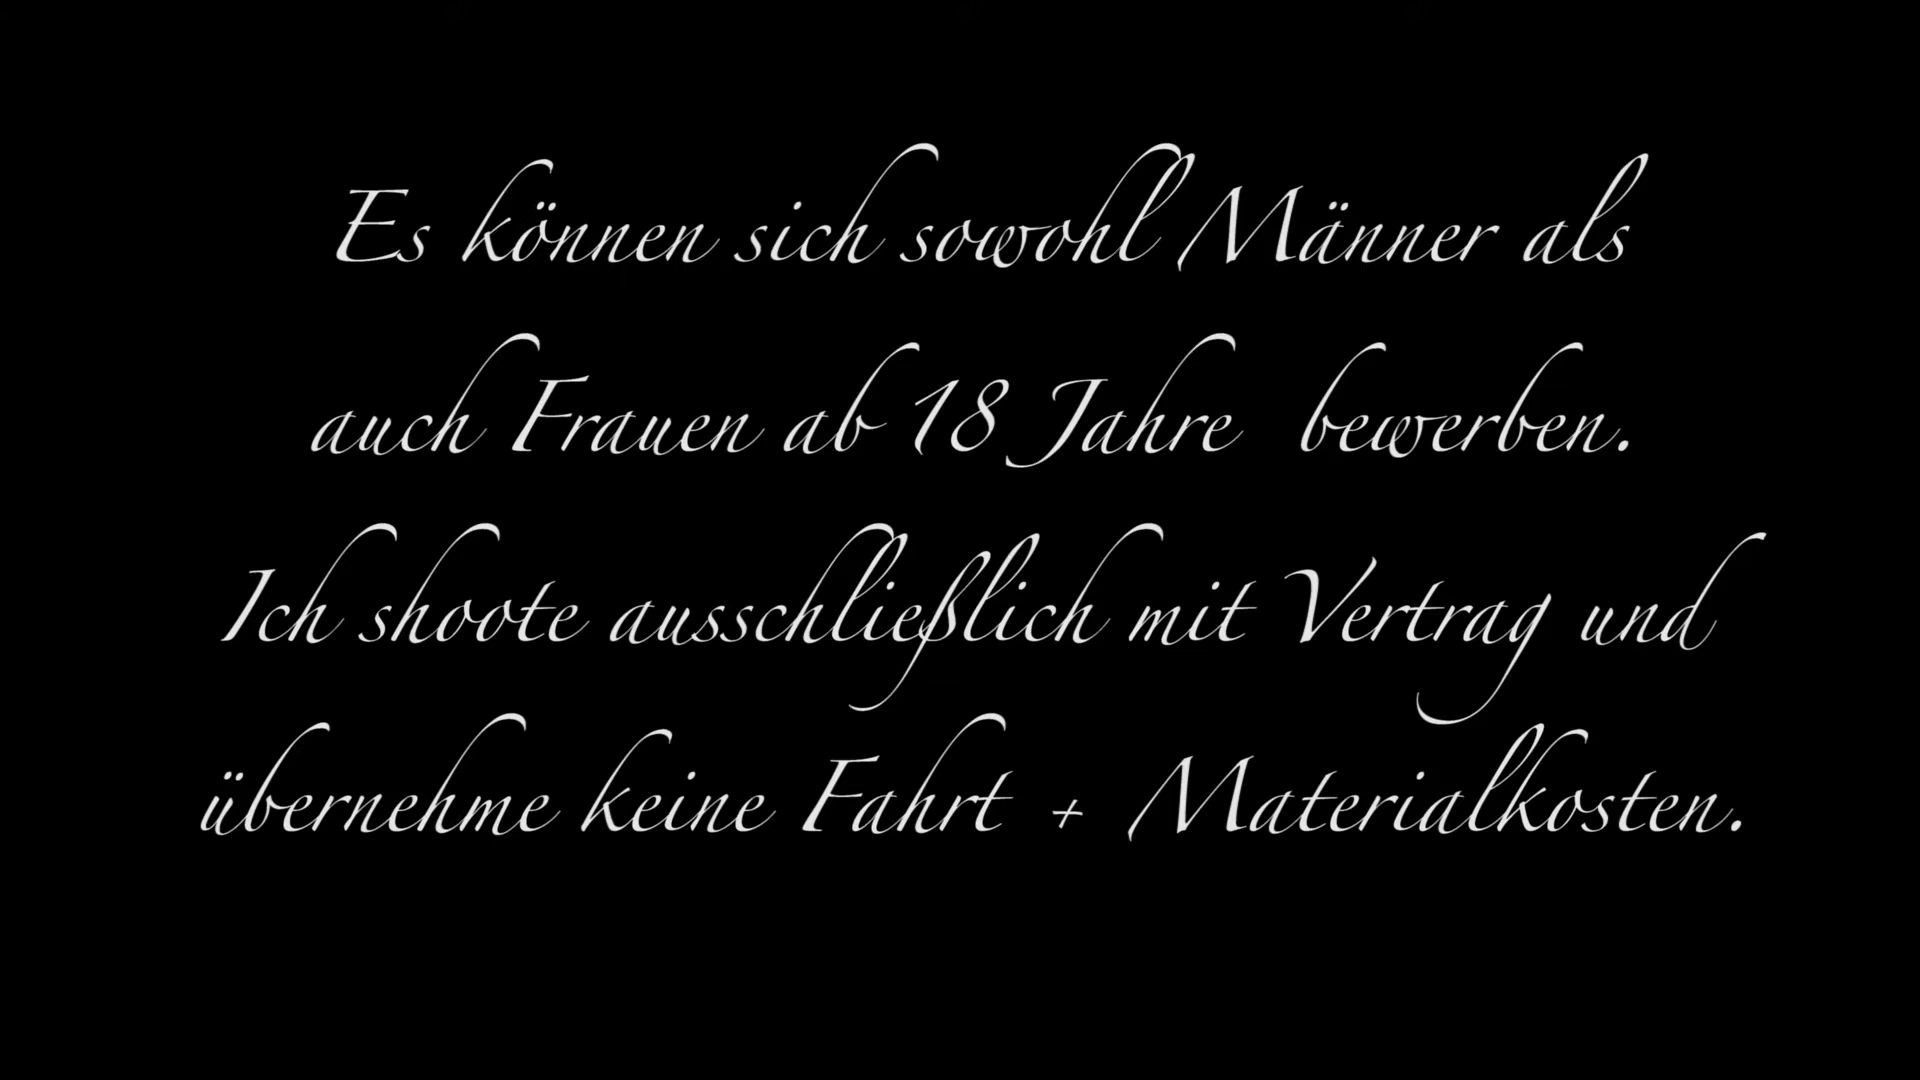 Es können sich sowohl Männer als
auch Frauen ab 18 Jahre bewerben.
Ich shoote ausschließlich mit Vertrag und
übernehme keine Fahrt + Materialkosten.